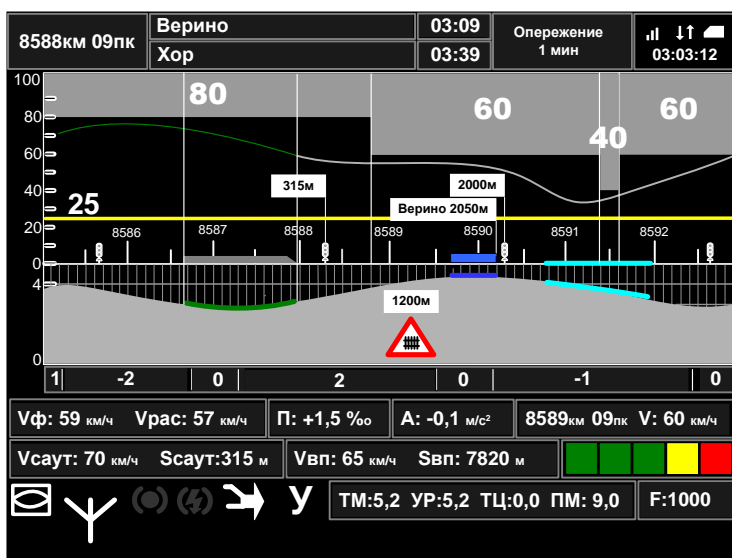 8588км 09пк
Верино
03:09
Хор
03:39
Опережение
1 мин
03:03:12
100
80
60
60
80
60
40
315м
2000м
40
25
Верино 2050м
20
8586
8587
8588
8589
8590
8591
8592
0
4
1200м
0
1
-2
0
2
0
-1
0
Vф: 59 км/ч Vрас: 57 км/ч
П: +1,5 %о
А: -0,1 м/с²
8589км 09пк V: 60 км/ч
Vсаут: 70 км/ч Sсаут:315 м
Vвп: 65 км/ч Sвп: 7820 м
У
ТМ:5,2 УР:5,2 ТЦ:0,0 ПМ: 9,0
F:1000